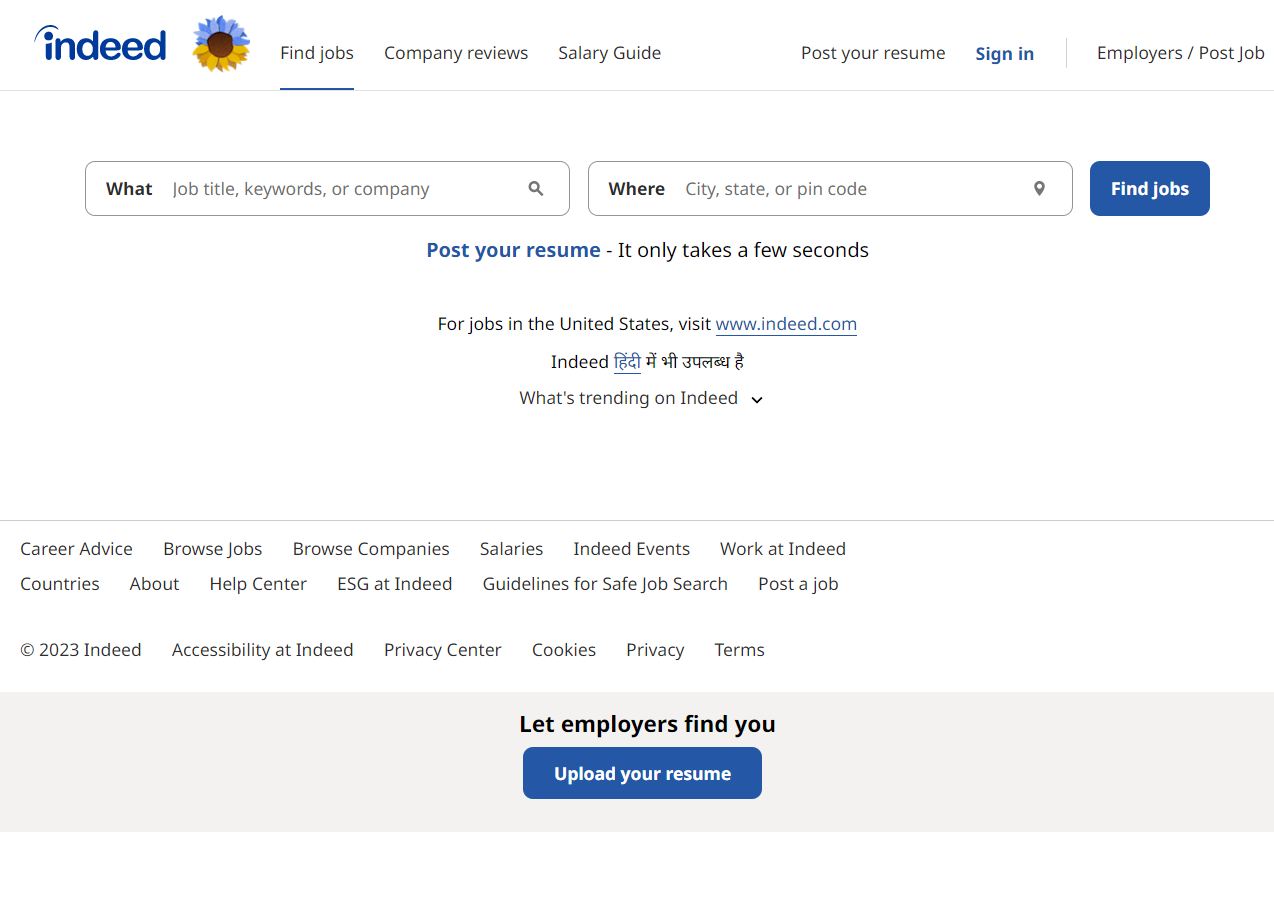 indeed Find jobs Company reviews Salary Guide Post your resume Sign in Employers / Post Job
What Job title, keywords, or company Where City, state, or pin code Find jobs
Post your resume - It only takes a few seconds
For jobs in the United States, visit www.indeed.com
Indeed हिंदी में भी उपलब्ध है
What's trending on Indeed
Career Advice Browse Jobs Browse Companies Salaries Indeed Events Work at Indeed
Countries About Help Center ESG at Indeed Guidelines for Safe Job Search Post a job
© 2023 Indeed Accessibility at Indeed Privacy Center Cookies Privacy Terms
Let employers find you
Upload your resume